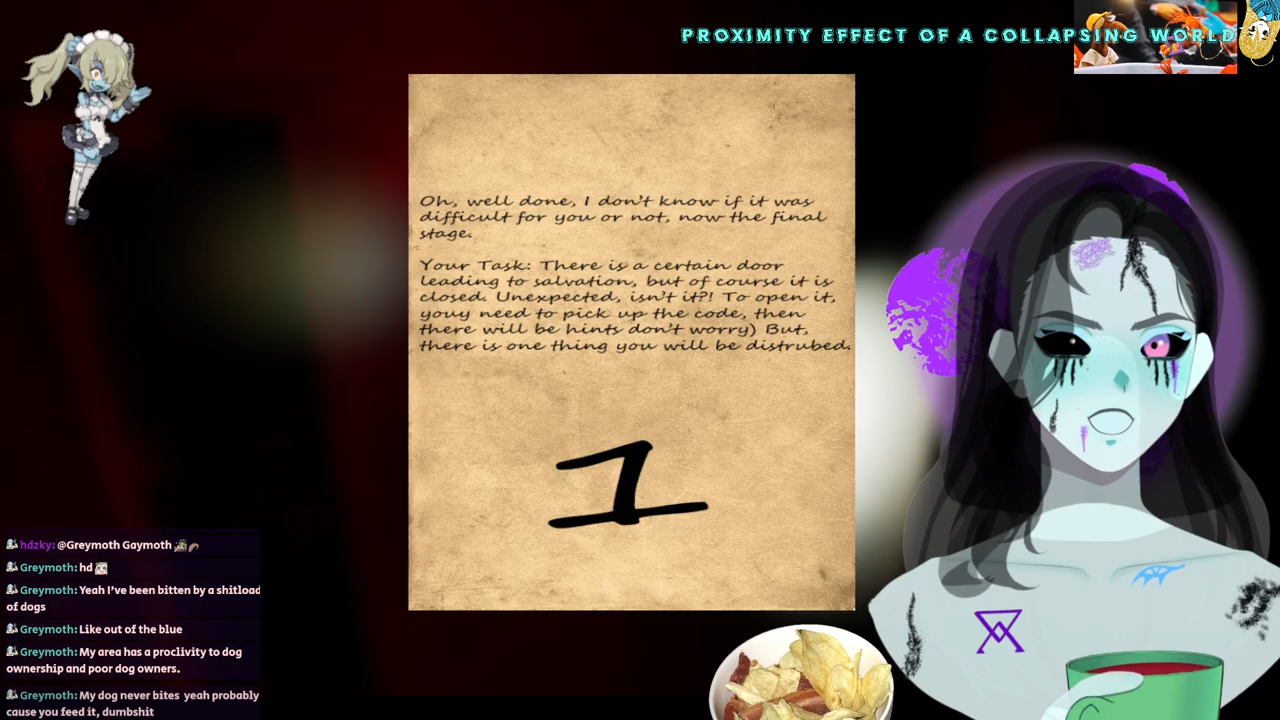 PROXIMITY EFFECT OF A COLLAPSING WORLD
Oh, well done, I don't know if it was
difficult for you or not, now the final
stage.
Your Task: There is a certain door
leading to salvation, but of course it is
closed. Unexpected, isn't it?! To open it,
youy need to pick up the code, then
there will be hints don't worry) But,
there is one thing you will be distrubed.
1
hdzky: @Greymoth Gaymoth
Greymoth: hd
Greymoth: Yeah I've been bitten by a shitload
of dogs
Greymoth: Like out of the blue
Greymoth: My area has a proclivity to dog
ownership and poor dog owners.
Greymoth: My dog never bites yeah probably
cause you feed it, dumbshit